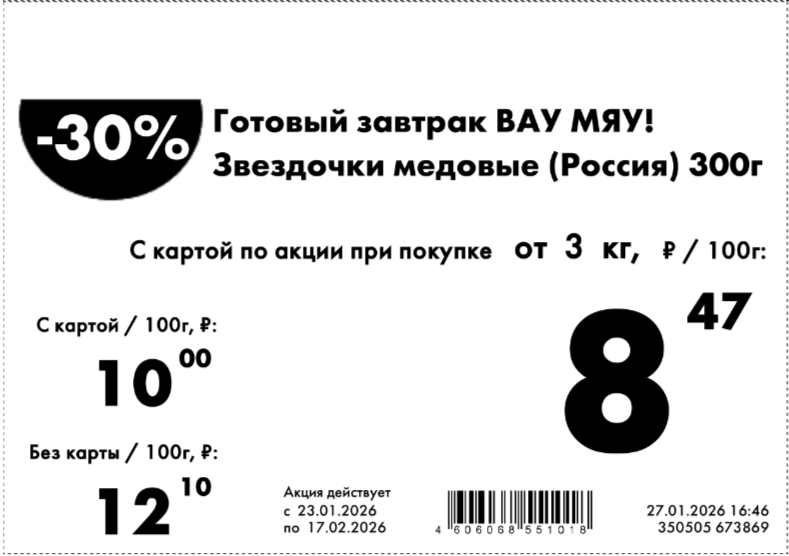 -30%
Готовый завтрак ВАУ МЯУ!
Звездочки медовые (Россия) 300г
С картой по акции при покупке от 3 кг, ₽ / 100г:
8 47
С картой / 100г, ₽:
10 00
Без карты / 100г, ₽:
12 10
Акция действует
с 23.01.2026
по 17.02.2026
4 606068 551018
27.01.2026 16:46
350505 673869